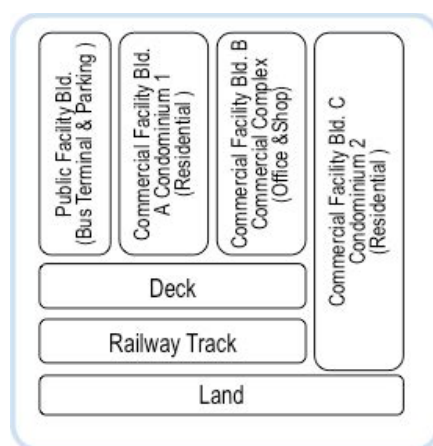 Public Facility Bld.
(Bus Terminal & Parking )
Commercial Facility Bld.
A Condominium 1
(Residential )
Commercial Facility Bld. B
Commercial Complex
(Office &Shop)
Commercial Facility Bld. C
Condominium 2
(Residential )
Deck
Railway Track
Land